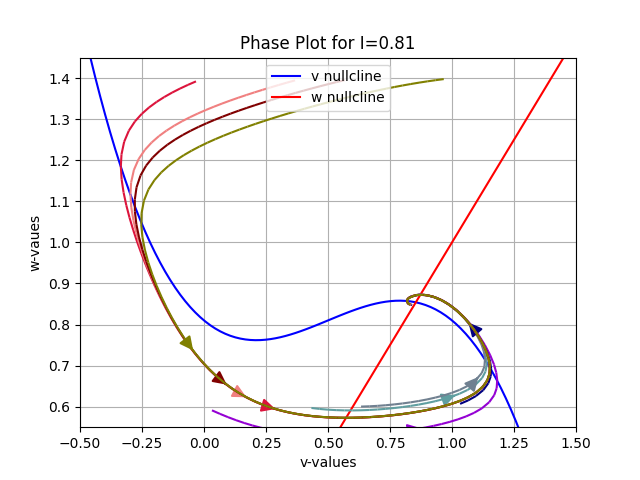 Phase Plot for I=0.81
v nullcline
w nullcline
w-vaues
1.4
1.3
1.2
1.1
1.0
0.9
0.8
0.7
0.6
−0.50 −0.25 0.00 0.25 0.50 0.75 1.00 1.25 1.50
v-values